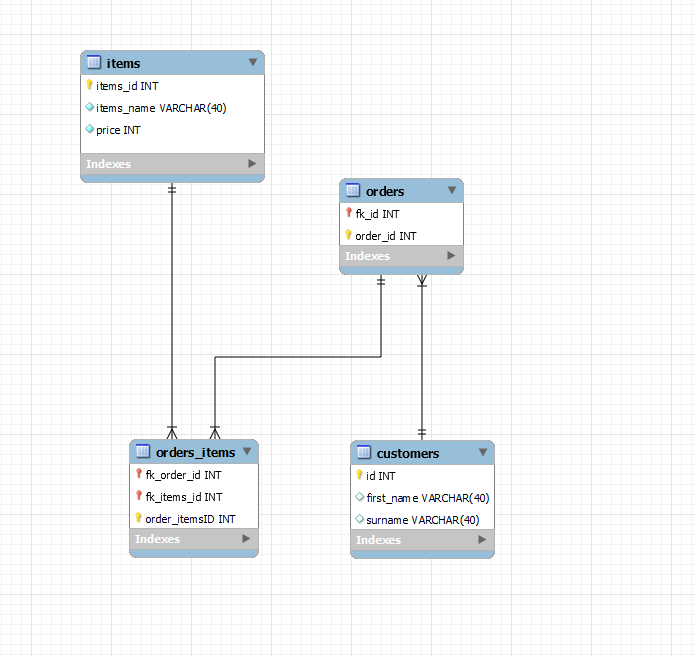 items
items_id INT
items_name VARCHAR(40)
price INT
Indexes
orders
fk_id INT
order_id INT
Indexes
orders_items
fk_order_id INT
fk_items_id INT
order_itemsID INT
Indexes
customers
id INT
first_name VARCHAR(40)
surname VARCHAR(40)
Indexes